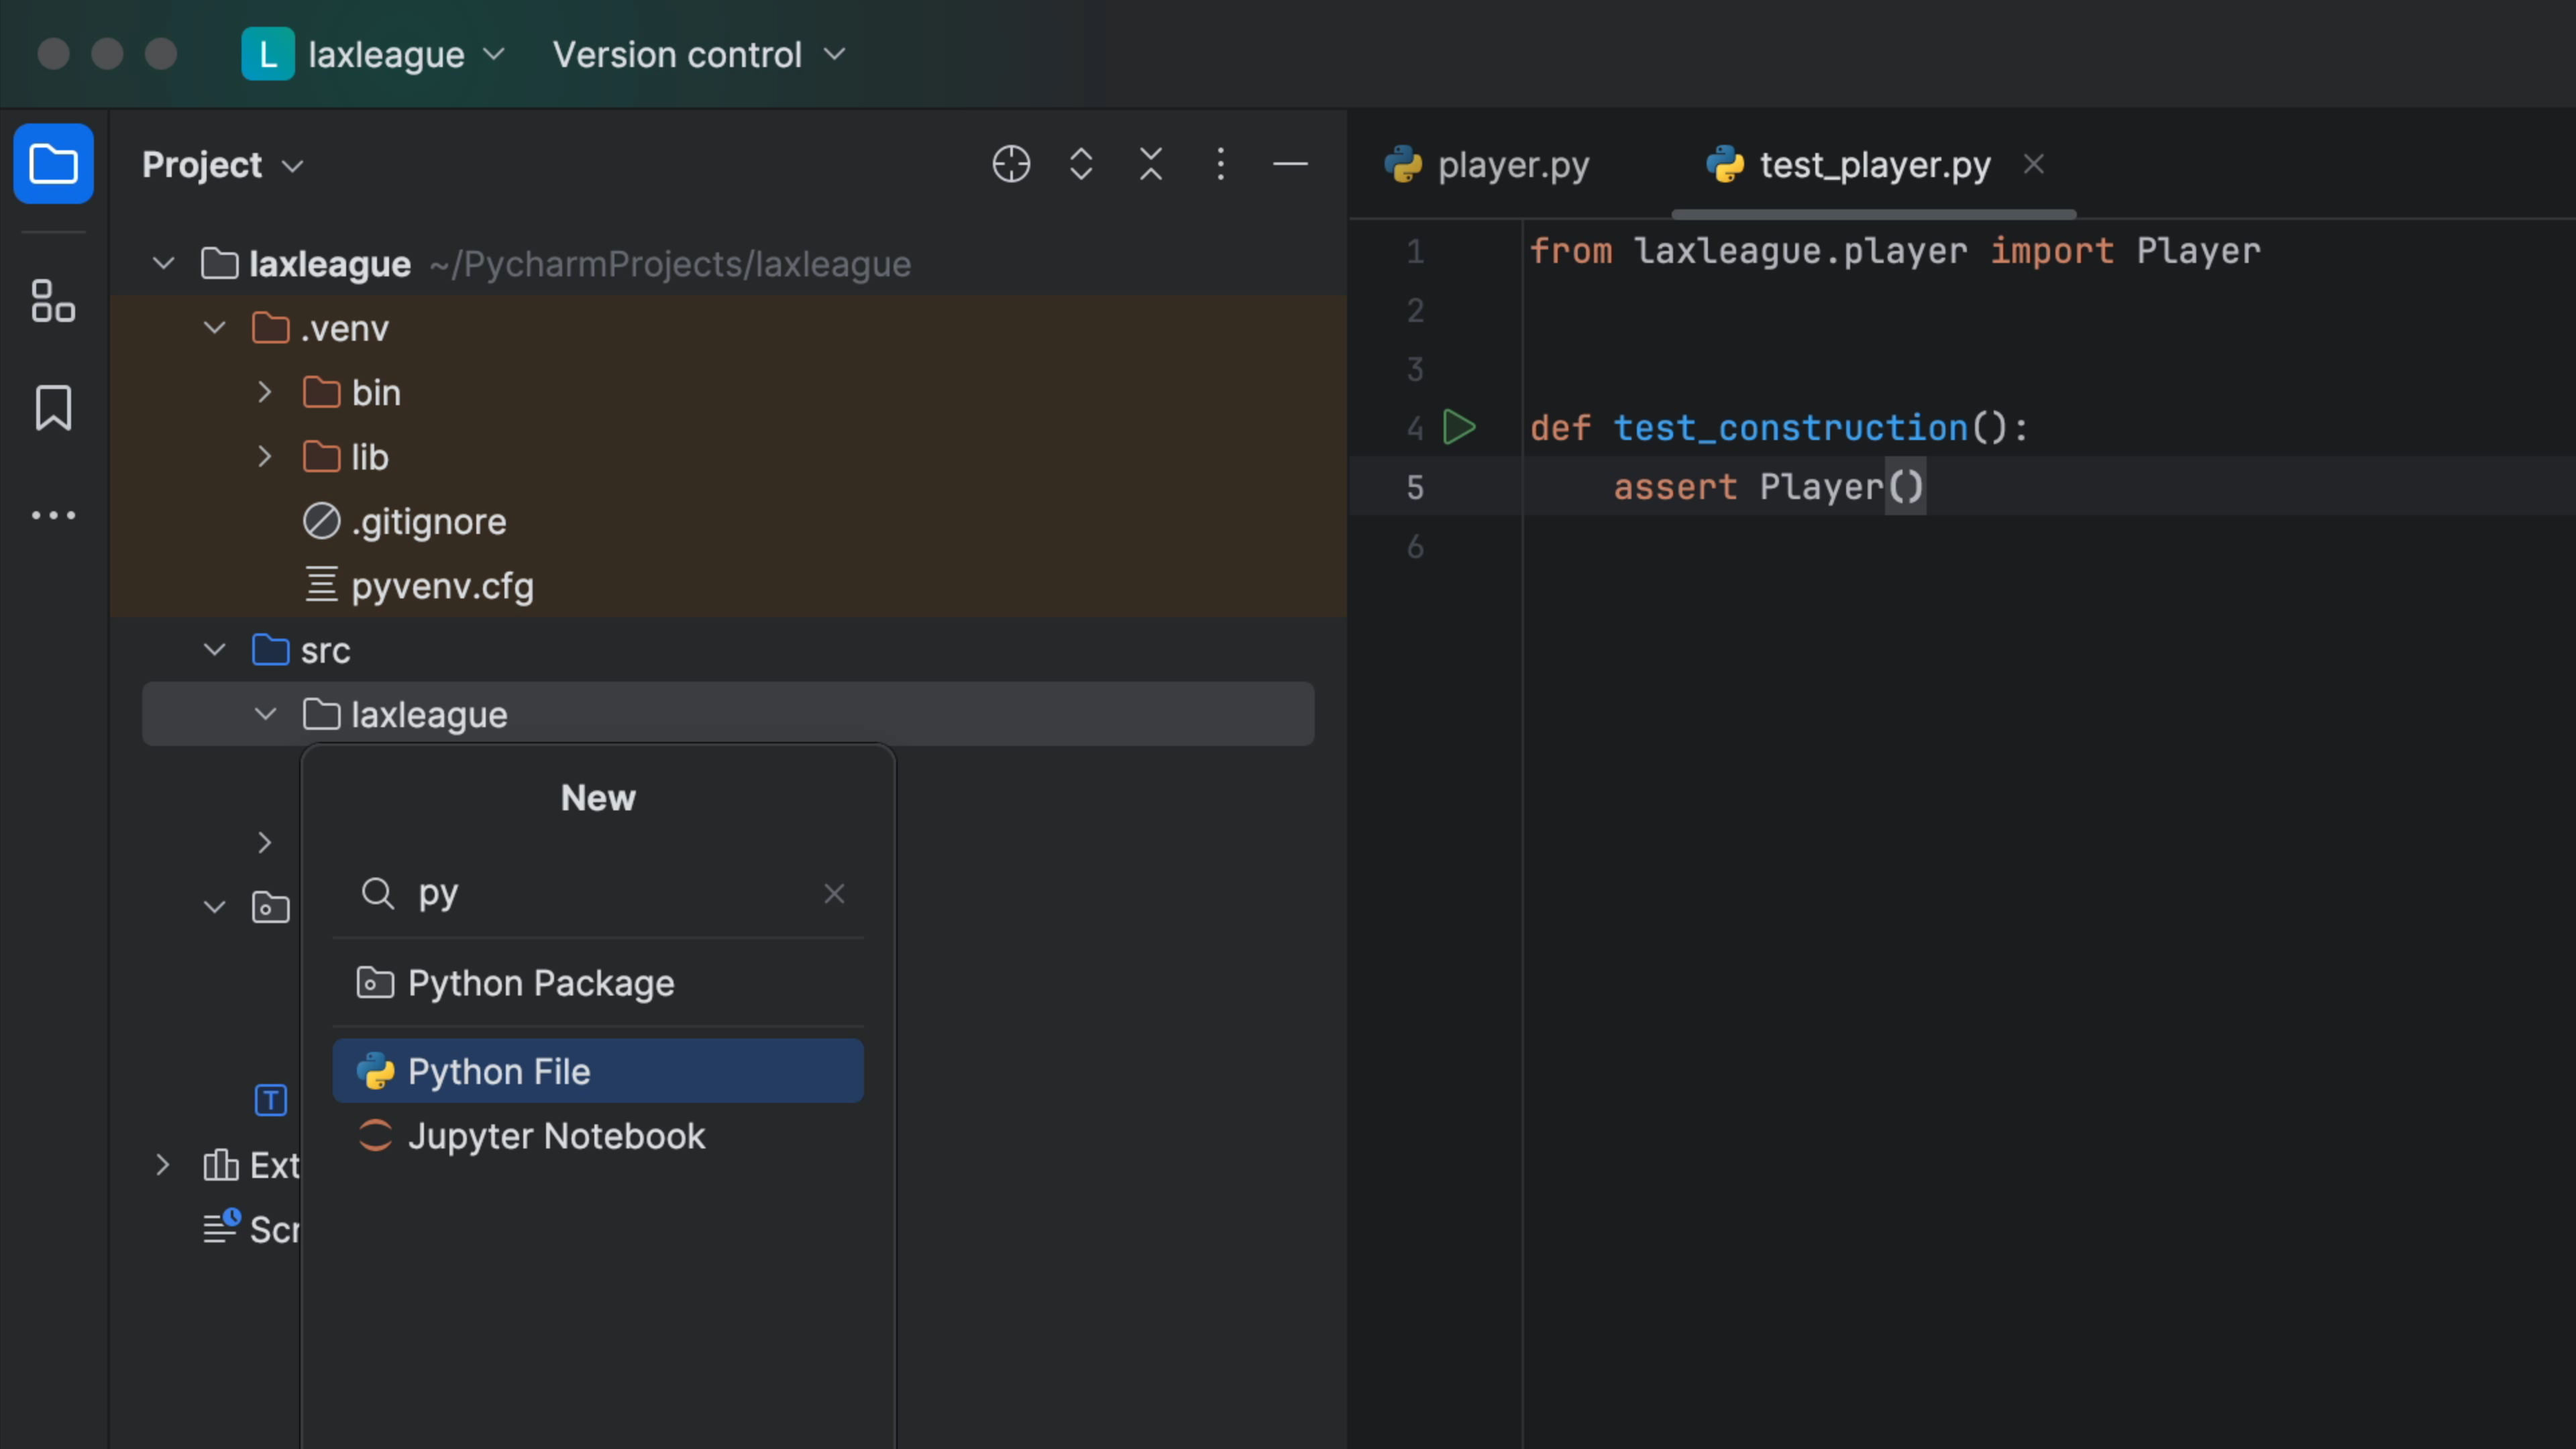 L laxleague Version control
Project
laxleague ~/PycharmProjects/laxleague
.venv
bin
lib
.gitignore
pyvenv.cfg
src
laxleague
New
py
Python Package
Python File
T
Jupyter Notebook
Ext
Scr
player.py test_player.py
1 from laxleague.player import Player
2
3
4 def test_construction():
5 assert Player()
6